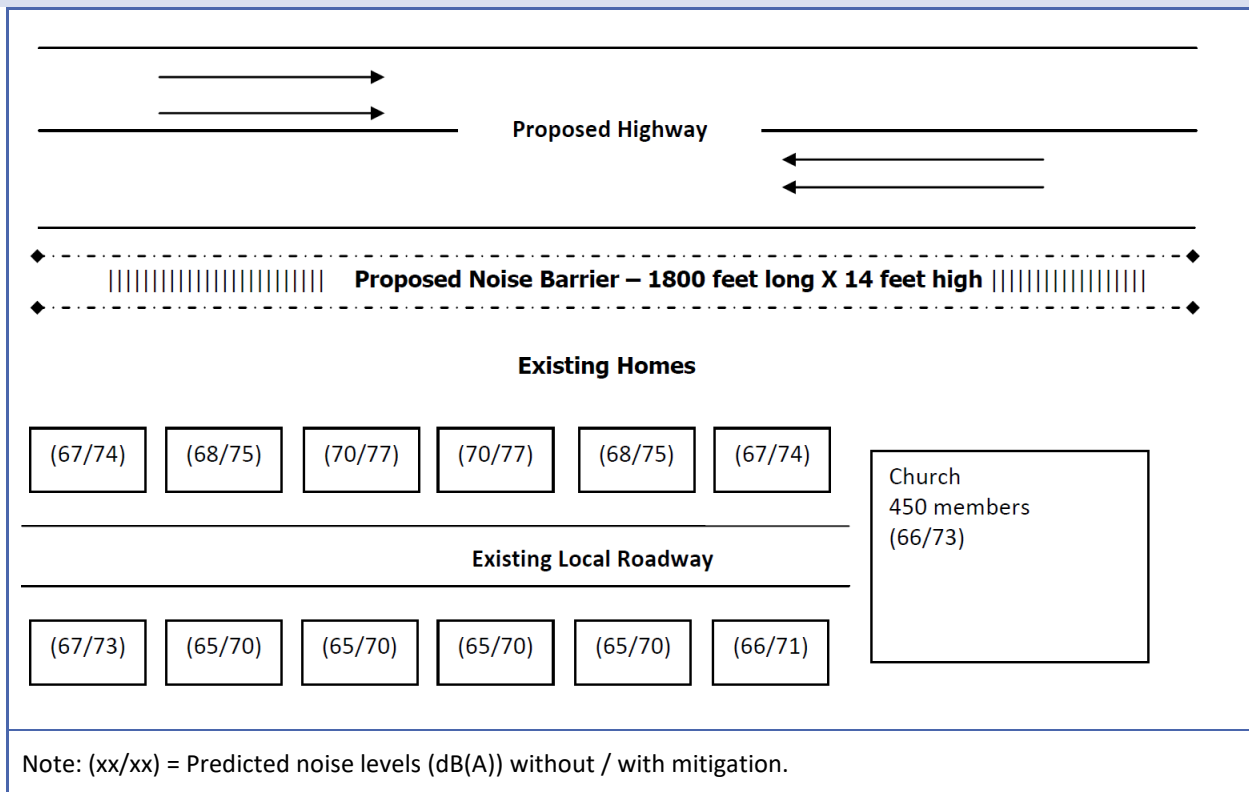 Proposed Highway
Proposed Noise Barrier – 1800 feet long X 14 feet high
Existing Homes
(67/74) (68/75) (70/77) (70/77) (68/75) (67/74)
Church
450 members
(66/73)
Existing Local Roadway
(67/73) (65/70) (65/70) (65/70) (65/70) (66/71)
Note: (xx/xx) = Predicted noise levels (dB(A)) without / with mitigation.